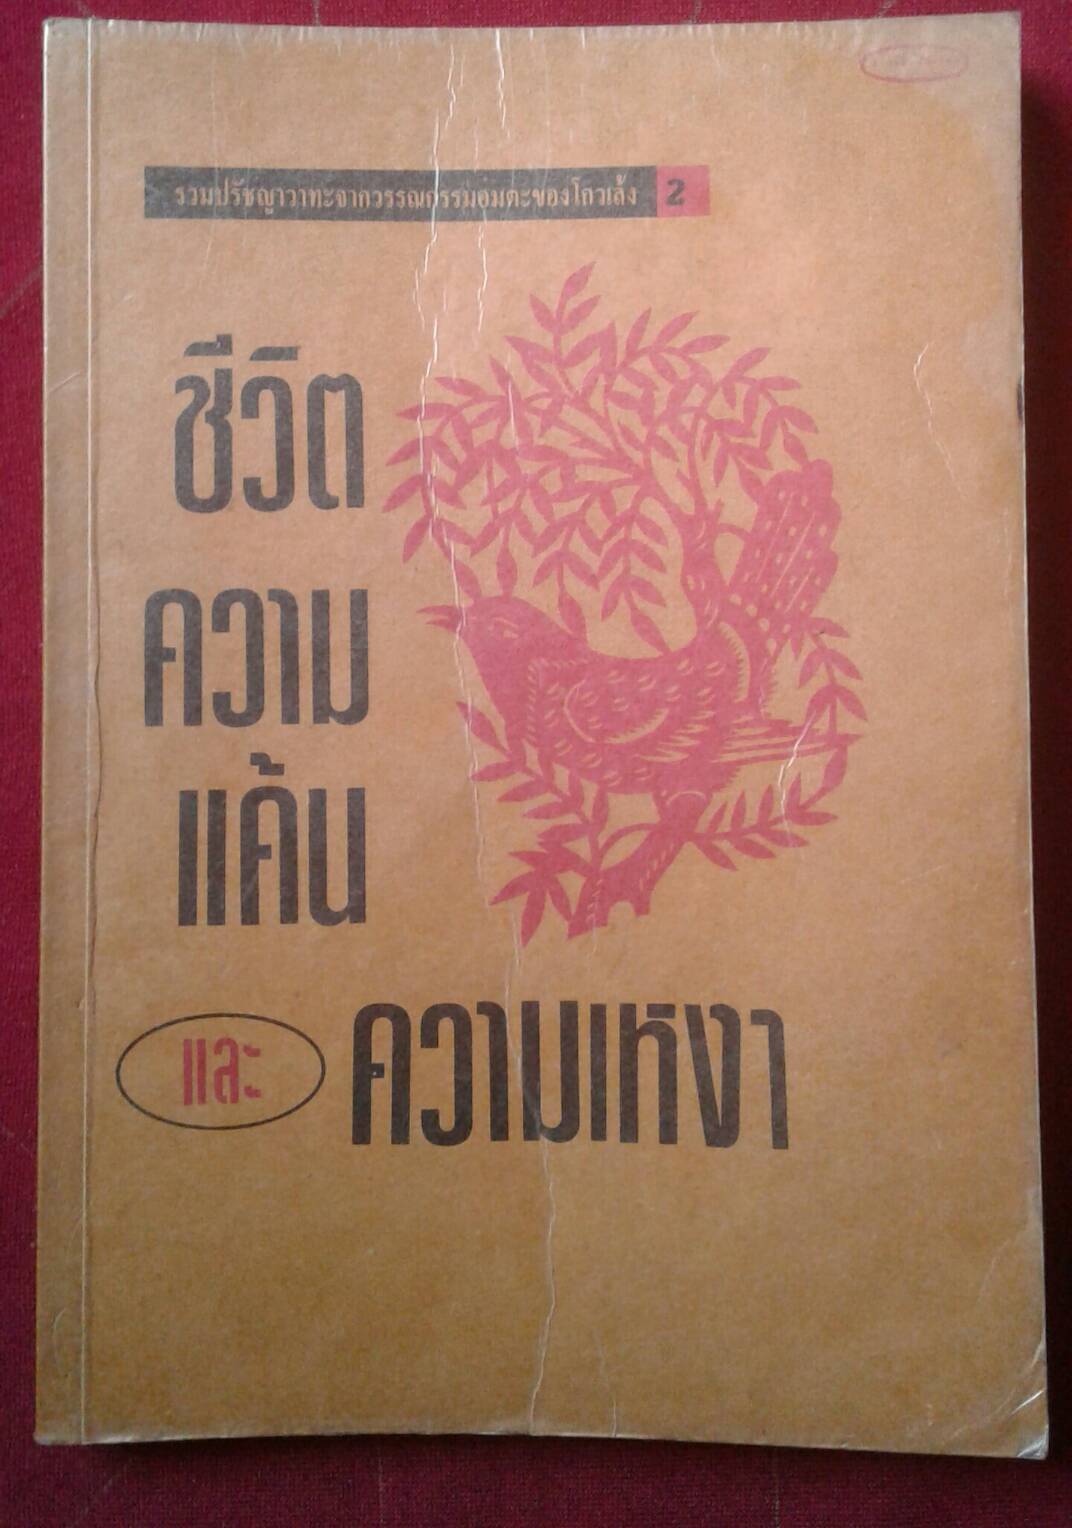 รวมปรัชญาวาทะจากวรรณกรรมอมตะของโกวเล้ง 2
ชีวิต
ความ
แค้น
และ ความเหงา